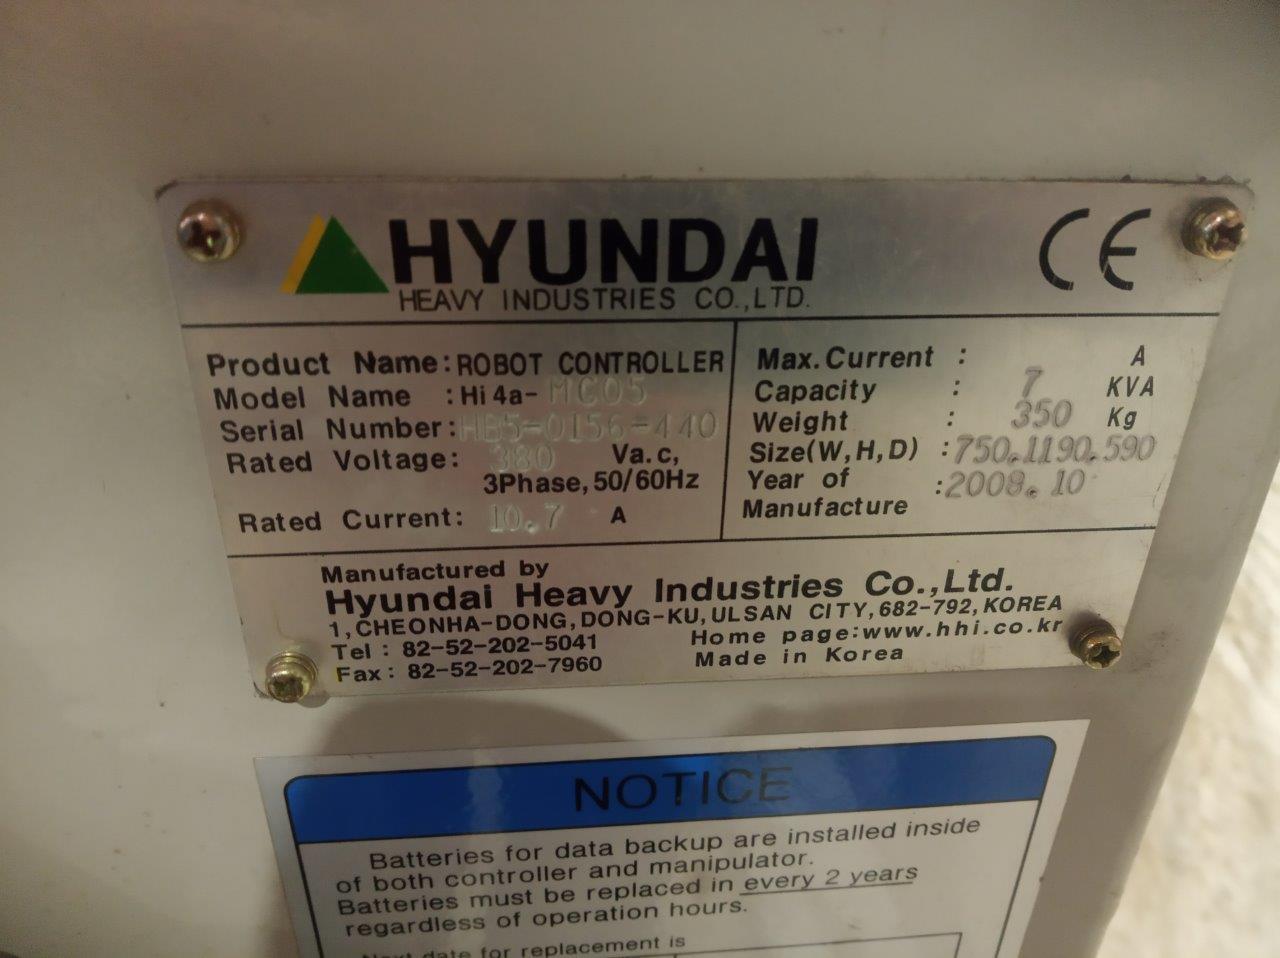 HYUNDAI
HEAVY INDUSTRIES CO.,LTD.
CE
Product Name: ROBOT CONTROLLER
Model Name : Hi4a-MC05
Serial Number: HB5-0156-440
Rated Voltage: 380 Va.c,
3Phase, 50/60Hz
Rated Current: 10.7 A
Max.Current : A
Capacity : 7 KVA
Weight : 350 Kg
Size(W,H,D) : 750.1190.590
Year of
Manufacture : 2008. 10
Manufactured by
Hyundai Heavy Industries Co.,Ltd.
1, CHEONHA-DONG, DONG-KU, ULSAN CITY, 682-792, KOREA
Tel : 82-52-202-5041 Home page:www.hhi.co.kr
Fax : 82-52-202-7960 Made in Korea
NOTICE
Batteries for data backup are installed inside
of both controller and manipulator.
Batteries must be replaced in every 2 years
regardless of operation hours.
Next date for replacement is